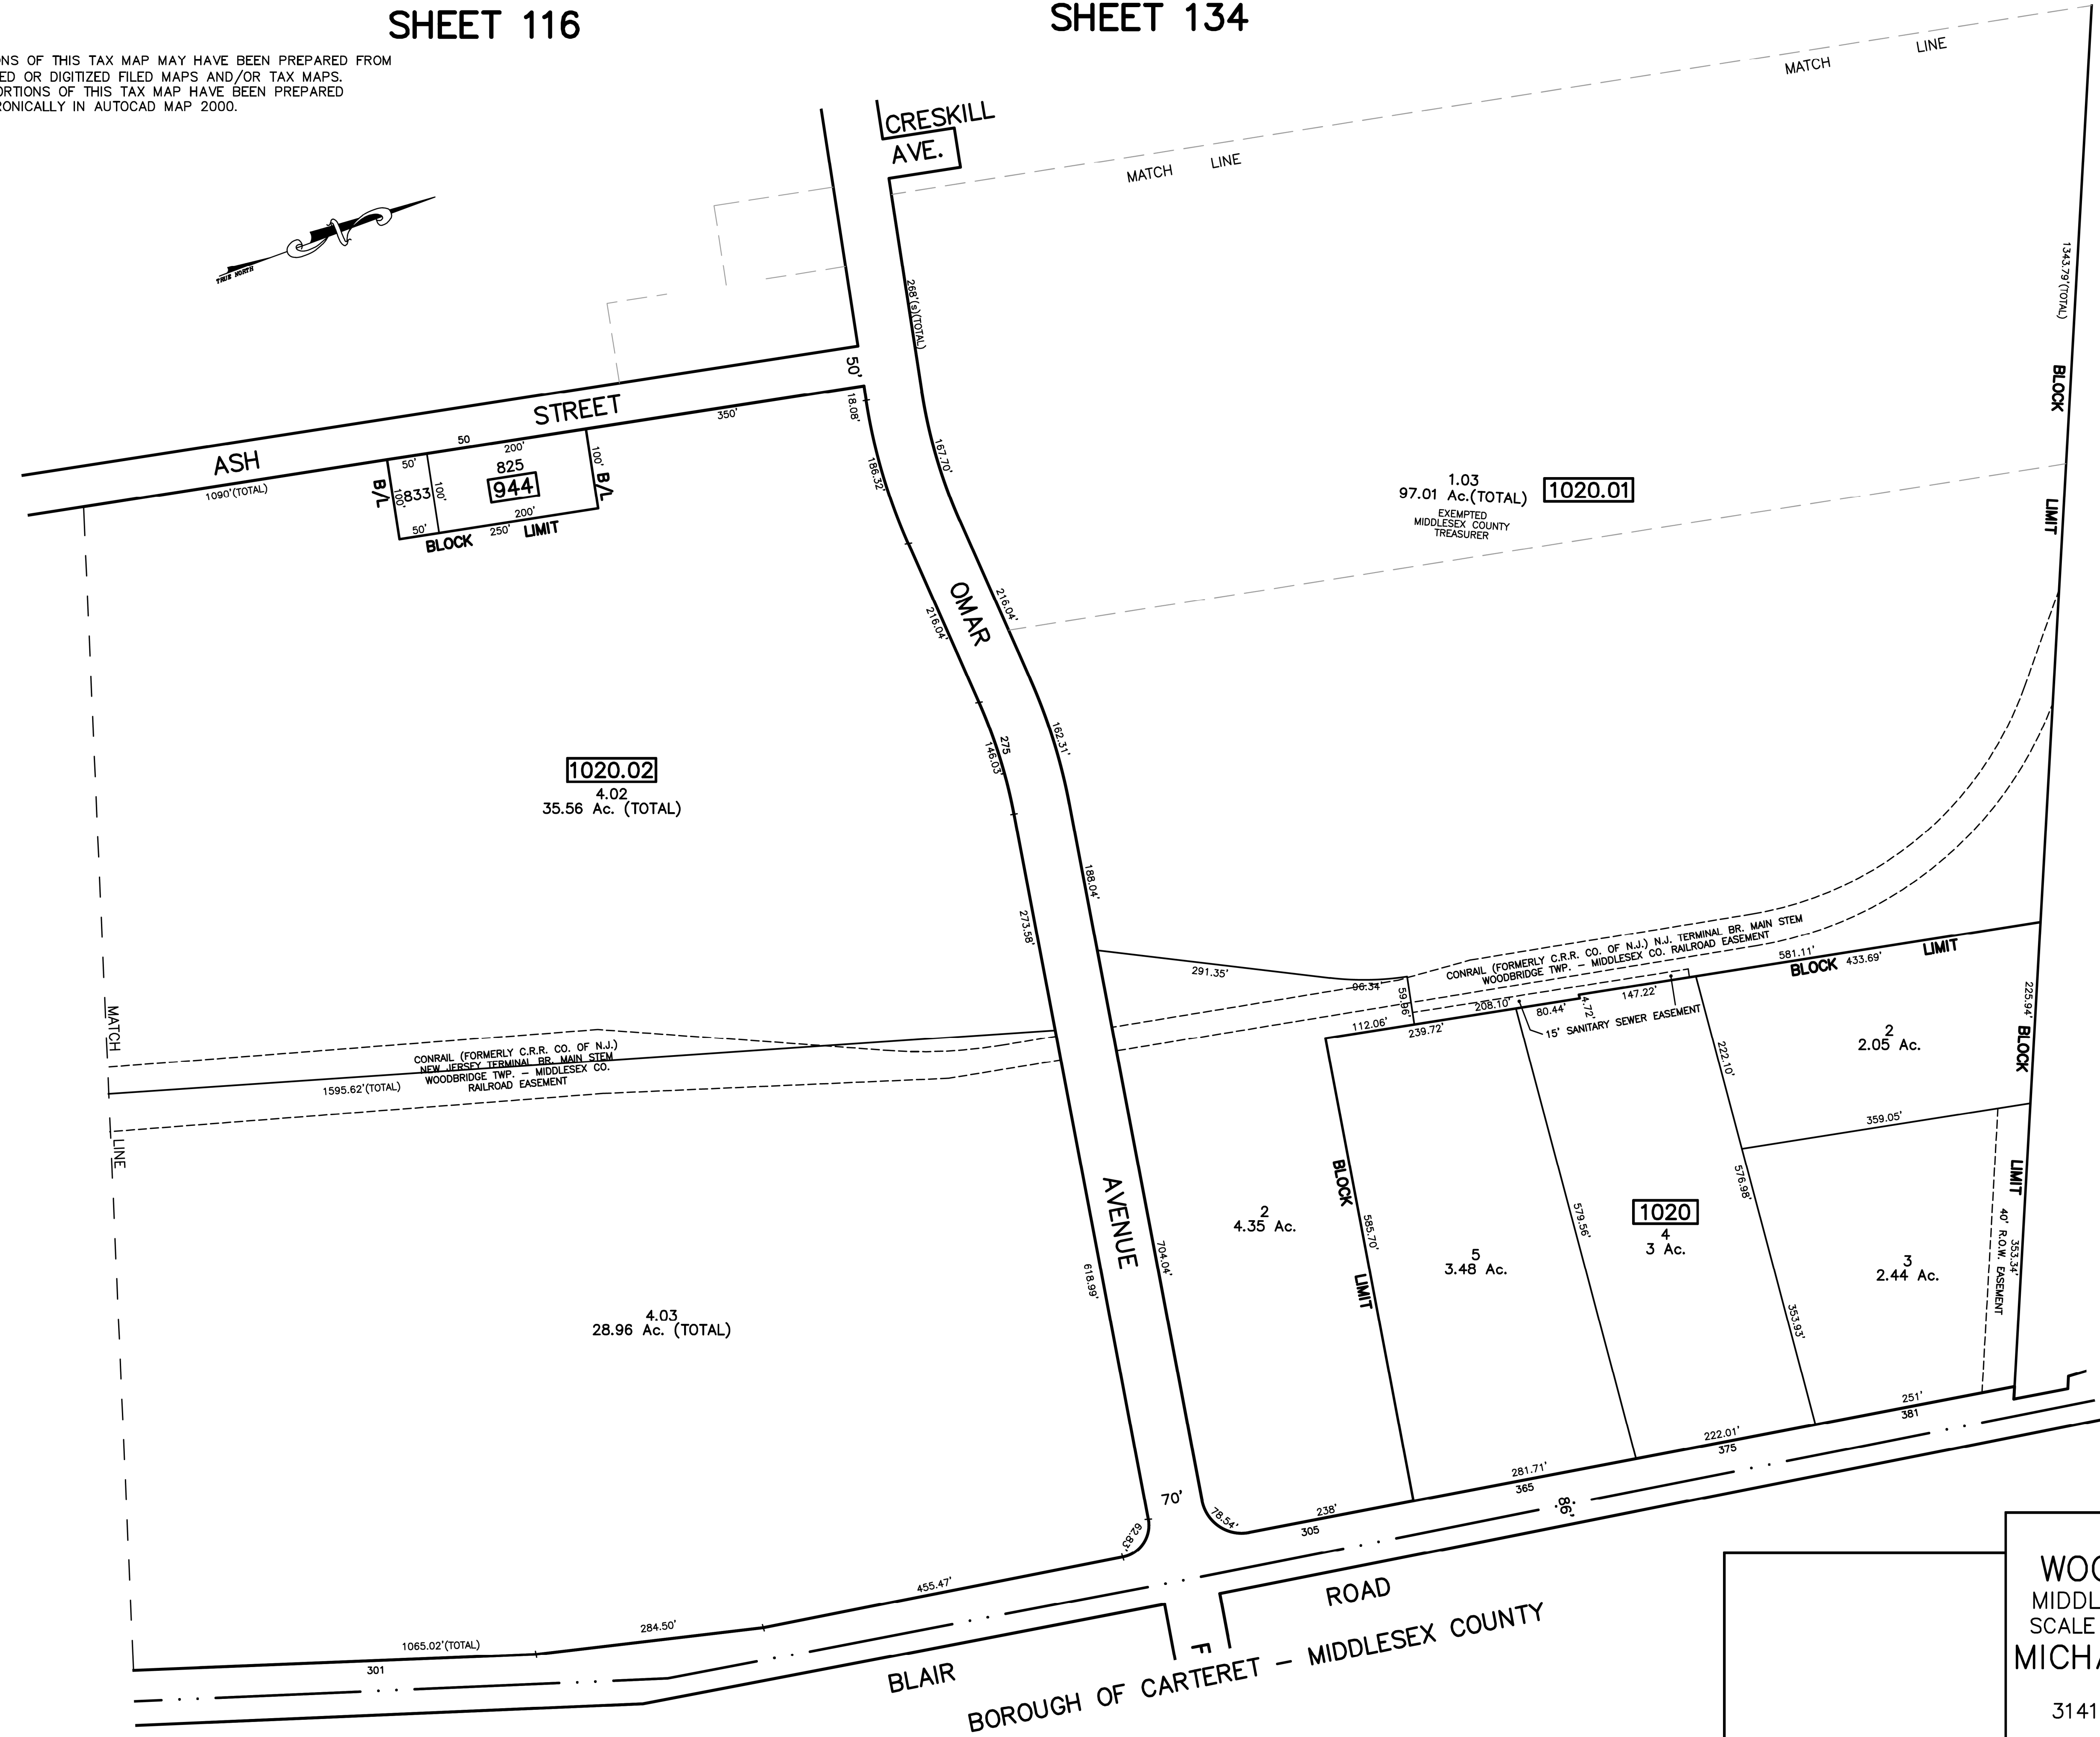 SHEET 116
SHEET 134
ONS OF THIS TAX MAP MAY HAVE BEEN PREPARED FROM
ED OR DIGITIZED FILED MAPS AND/OR TAX MAPS.
ORTIONS OF THIS TAX MAP HAVE BEEN PREPARED
RONICALLY IN AUTOCAD MAP 2000.
MATCH LINE
CRESKILL
AVE.
MATCH LINE
TRUE NORTH
1343.79'(TOTAL)
268'(s)(TOTAL)
BLOCK
LIMIT
50'
18.08'
ASH STREET
350'
50
200'
50'
825
944
833
100'
100'
100'
B/L
B/L
1090'(TOTAL)
50'
200'
250'
BLOCK LIMIT
186.32'
167.70'
1.03
97.01 Ac.(TOTAL)
1020.01
EXEMPTED
MIDDLESEX COUNTY
TREASURER
OMAR
216.04'
216.04'
275
146.03'
162.31'
1020.02
4.02
35.56 Ac. (TOTAL)
188.04'
273.58'
291.35'
96.34'
59.96'
CONRAIL (FORMERLY C.R.R. CO. OF N.J.) N.J. TERMINAL BR. MAIN STEM
WOODBRIDGE TWP. – MIDDLESEX CO. RAILROAD EASEMENT
581.11'
BLOCK 433.69' LIMIT
112.06'
239.72'
208.10'
80.44'
4.72'
147.22'
15' SANITARY SEWER EASEMENT
225.94'
BLOCK
LIMIT
2
2.05 Ac.
222.10'
359.05'
MATCH
LINE
CONRAIL (FORMERLY C.R.R. CO. OF N.J.)
NEW JERSEY TERMINAL BR. MAIN STEM
WOODBRIDGE TWP. – MIDDLESEX CO.
RAILROAD EASEMENT
1595.62'(TOTAL)
AVENUE
618.99'
704.04'
2
4.35 Ac.
BLOCK
LIMIT
585.70'
5
3.48 Ac.
579.56'
1020
4
3 Ac.
576.98'
353.93'
3
2.44 Ac.
40' R.O.W. EASEMENT
353.34'
4.03
28.96 Ac. (TOTAL)
251'
381
222.01'
375
281.71'
365
86'
238'
305
70'
78.54'
62.83'
455.47'
284.50'
1065.02'(TOTAL)
301
BLAIR ROAD
F
BOROUGH OF CARTERET – MIDDLESEX COUNTY
WOO
MIDDL
SCALE
MICHA
3141